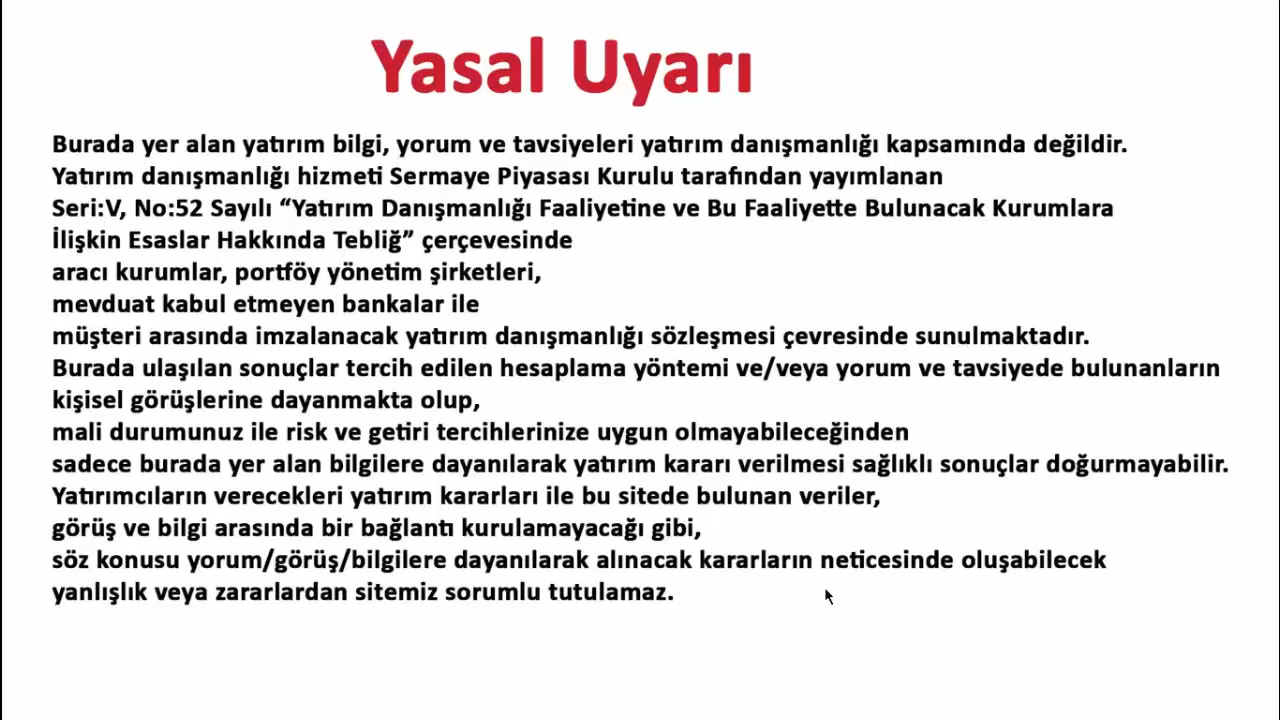 Yasal Uyarı
Burada yer alan yatırım bilgi, yorum ve tavsiyeleri yatırım danışmanlığı kapsamında değildir.
Yatırım danışmanlığı hizmeti Sermaye Piyasası Kurulu tarafından yayımlanan
Seri:V, No:52 Sayılı “Yatırım Danışmanlığı Faaliyetine ve Bu Faaliyette Bulunacak Kurumlara
İlişkin Esaslar Hakkında Tebliğ” çerçevesinde
aracı kurumlar, portföy yönetim şirketleri,
mevduat kabul etmeyen bankalar ile
müşteri arasında imzalanacak yatırım danışmanlığı sözleşmesi çevresinde sunulmaktadır.
Burada ulaşılan sonuçlar tercih edilen hesaplama yöntemi ve/veya yorum ve tavsiyede bulunanların
kişisel görüşlerine dayanmakta olup,
mali durumunuz ile risk ve getiri tercihlerinize uygun olmayabileceğinden
sadece burada yer alan bilgilere dayanılarak yatırım kararı verilmesi sağlıklı sonuçlar doğurmayabilir.
Yatırımcıların verecekleri yatırım kararları ile bu sitede bulunan veriler,
görüş ve bilgi arasında bir bağlantı kurulamayacağı gibi,
söz konusu yorum/görüş/bilgilere dayanılarak alınacak kararların neticesinde oluşabilecek
yanlışlık veya zararlardan sitemiz sorumlu tutulamaz.